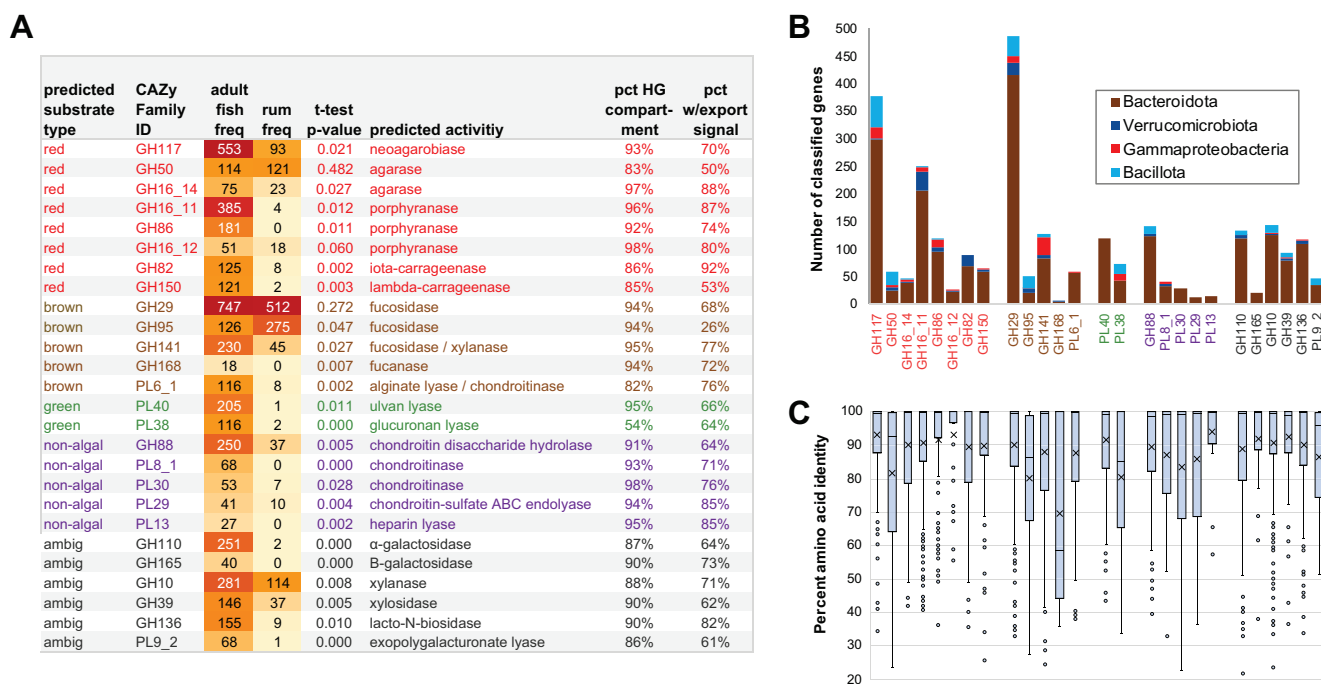 A
predicted substrate type CAZy Family ID adult fish freq rum freq t-test p-value predicted activitiy pct HG compart-ment pct w/export signal
red GH117 553 93 0.021 neoagarobiase 93% 70%
red GH50 114 121 0.482 agarase 83% 50%
red GH16_14 75 23 0.027 agarase 97% 88%
red GH16_11 385 4 0.012 porphyranase 96% 87%
red GH86 181 0 0.011 porphyranase 92% 74%
red GH16_12 51 18 0.060 porphyranase 98% 80%
red GH82 125 8 0.002 iota-carrageenase 86% 92%
red GH150 121 2 0.003 lambda-carrageenase 85% 53%
brown GH29 747 512 0.272 fucosidase 94% 68%
brown GH95 126 275 0.047 fucosidase 94% 26%
brown GH141 230 45 0.027 fucosidase / xylanase 95% 77%
brown GH168 18 0 0.007 fucanase 94% 72%
brown PL6_1 116 8 0.002 alginate lyase / chondroitinase 82% 76%
green PL40 205 1 0.011 ulvan lyase 95% 66%
green PL38 116 2 0.000 glucuronan lyase 54% 64%
non-algal GH88 250 37 0.005 chondroitin disaccharide hydrolase 91% 64%
non-algal PL8_1 68 0 0.000 chondroitinase 93% 71%
non-algal PL30 53 7 0.028 chondroitinase 98% 76%
non-algal PL29 41 10 0.004 chondroitin-sulfate ABC endolyase 94% 85%
non-algal PL13 27 0 0.002 heparin lyase 95% 85%
ambig GH110 251 2 0.000 α-galactosidase 87% 64%
ambig GH165 40 0 0.000 B-galactosidase 90% 73%
ambig GH10 281 114 0.008 xylanase 88% 71%
ambig GH39 146 37 0.005 xylosidase 90% 62%
ambig GH136 155 9 0.010 lacto-N-biosidase 90% 82%
ambig PL9_2 68 1 0.000 exopolygalacturonate lyase 86% 61%
B
Number of classified genes
500
450
400
350
300
250
200
150
100
50
0
Bacteroidota
Verrucomicrobiota
Gammaproteobacteria
Bacillota
GH117
GH50
GH16_14
GH16_11
GH86
GH16_12
GH82
GH150
GH29
GH95
GH141
GH168
PL6_1
PL40
PL38
GH88
PL8_1
PL30
PL29
PL13
GH110
GH165
GH10
GH39
GH136
PL9_2
C
Percent amino acid identity
100
90
80
70
60
50
40
30
20